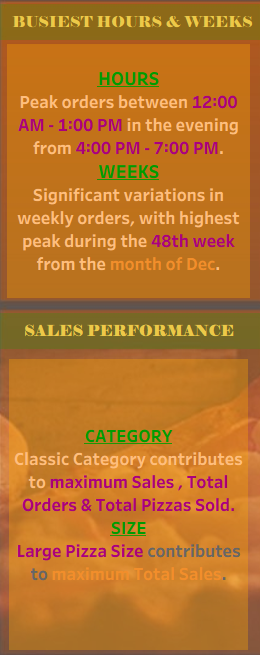 BUSIEST HOURS & WEEKS
HOURS
Peak orders between 12:00
AM - 1:00 PM in the evening
from 4:00 PM - 7:00 PM.
WEEKS
Significant variations in
weekly orders, with highest
peak during the 48th week
from the month of Dec.
SALES PERFORMANCE
CATEGORY
Classic Category contributes
to maximum Sales , Total
Orders & Total Pizzas Sold.
SIZE
Large Pizza Size contributes
to maximum Total Sales.